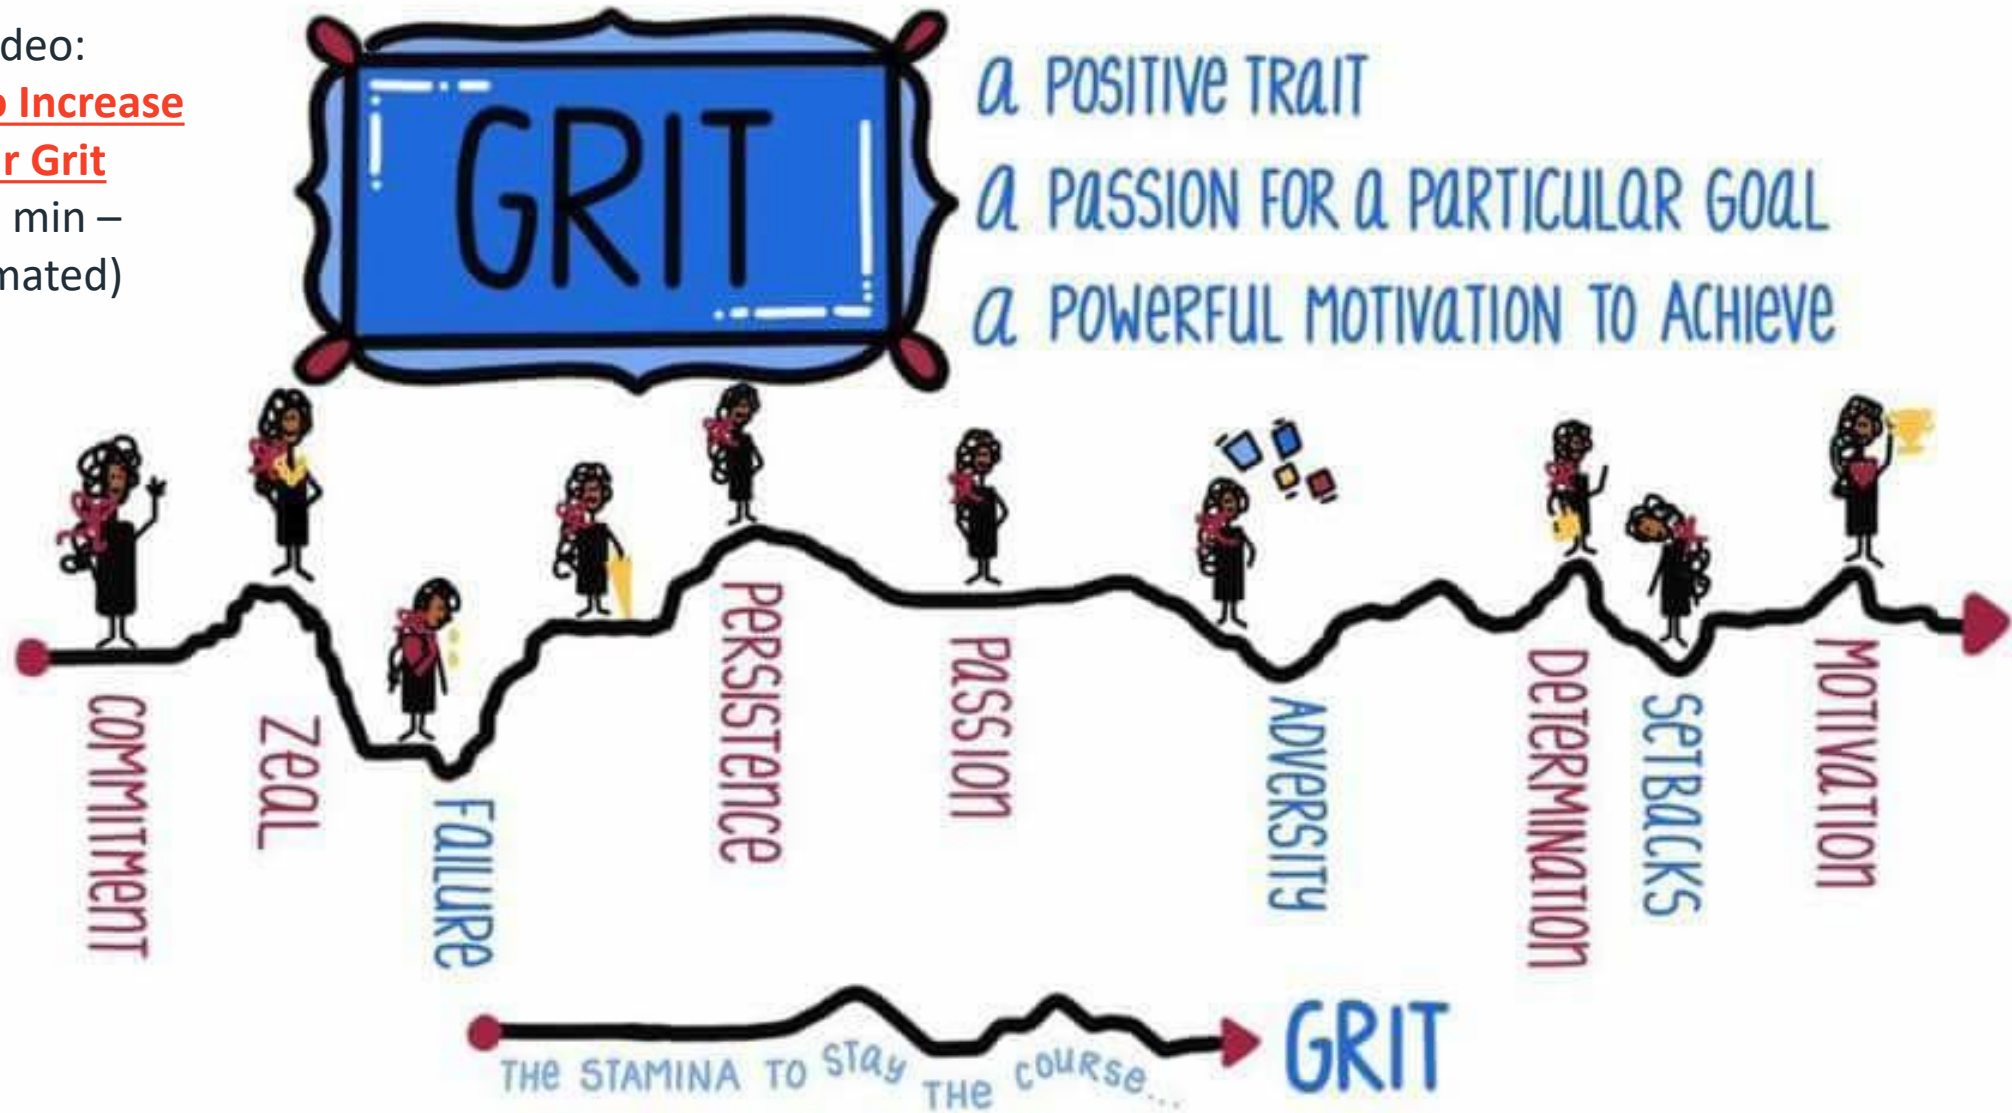 deo:
o Increase
r Grit
min –
mated)
GRIT
a POSITIVE TRAIT
a PASSION FOR a PARTICULAR GOAL
a POWERFUL MOTIVATION TO ACHIEVE
COMMITMENT
ZEAL
FAILURE
PERSISTENCE
PASSION
ADVERSITY
DETERMINATION
SETBACKS
MOTIVATION
THE STAMINA TO STAY THE COURSE...
GRIT